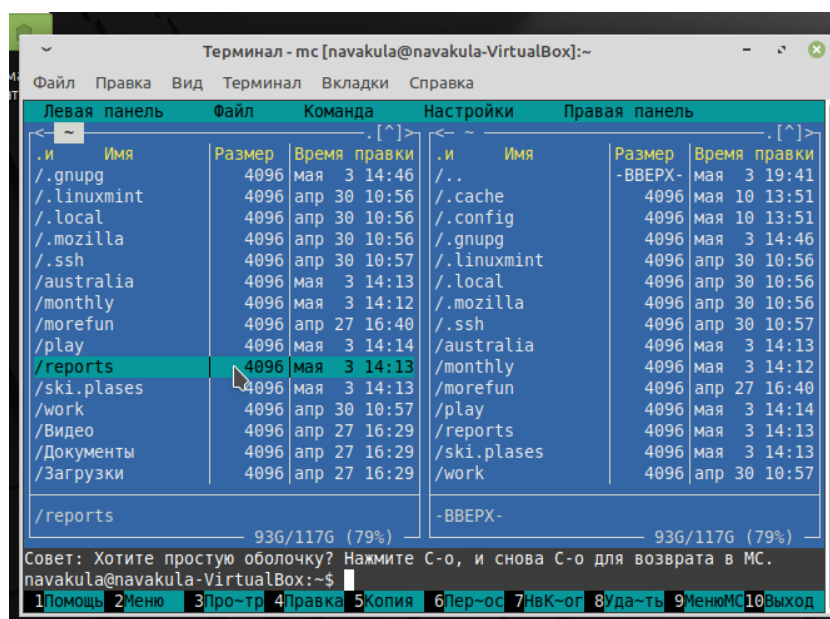 Терминал - mc [navakula@navakula-VirtualBox]:~
Файл Правка Вид Терминал Вкладки Справка
Левая панель Файл Команда Настройки Правая панель
<— ~ .[^]> <— ~ .[^]>
.и Имя Размер Время правки .и Имя Размер Время правки
/.gnupg 4096 мая 3 14:46 /.. -ВВЕРХ- мая 3 19:41
/.linuxmint 4096 апр 30 10:56 /.cache 4096 мая 10 13:51
/.local 4096 апр 30 10:56 /.config 4096 мая 10 13:51
/.mozilla 4096 апр 30 10:56 /.gnupg 4096 мая 3 14:46
/.ssh 4096 апр 30 10:57 /.linuxmint 4096 апр 30 10:56
/australia 4096 мая 3 14:13 /.local 4096 апр 30 10:56
/monthly 4096 мая 3 14:12 /.mozilla 4096 апр 30 10:56
/morefun 4096 апр 27 16:40 /.ssh 4096 апр 30 10:57
/play 4096 мая 3 14:14 /australia 4096 мая 3 14:13
/reports 4096 мая 3 14:13 /monthly 4096 мая 3 14:12
/ski.plases 4096 мая 3 14:13 /morefun 4096 апр 27 16:40
/work 4096 апр 30 10:57 /play 4096 мая 3 14:14
/Видео 4096 апр 27 16:29 /reports 4096 мая 3 14:13
/Документы 4096 апр 27 16:29 /ski.plases 4096 мая 3 14:13
/Загрузки 4096 апр 27 16:29 /work 4096 апр 30 10:57
/reports -ВВЕРХ-
93G/117G (79%) 93G/117G (79%)
Совет: Хотите простую оболочку? Нажмите C-o, и снова C-o для возврата в MC.
navakula@navakula-VirtualBox:~$
1Помощь 2Меню 3Про~тр 4Правка 5Копия 6Пер~ос 7НвК~ог 8Уда~ть 9МенюMC 10Выход